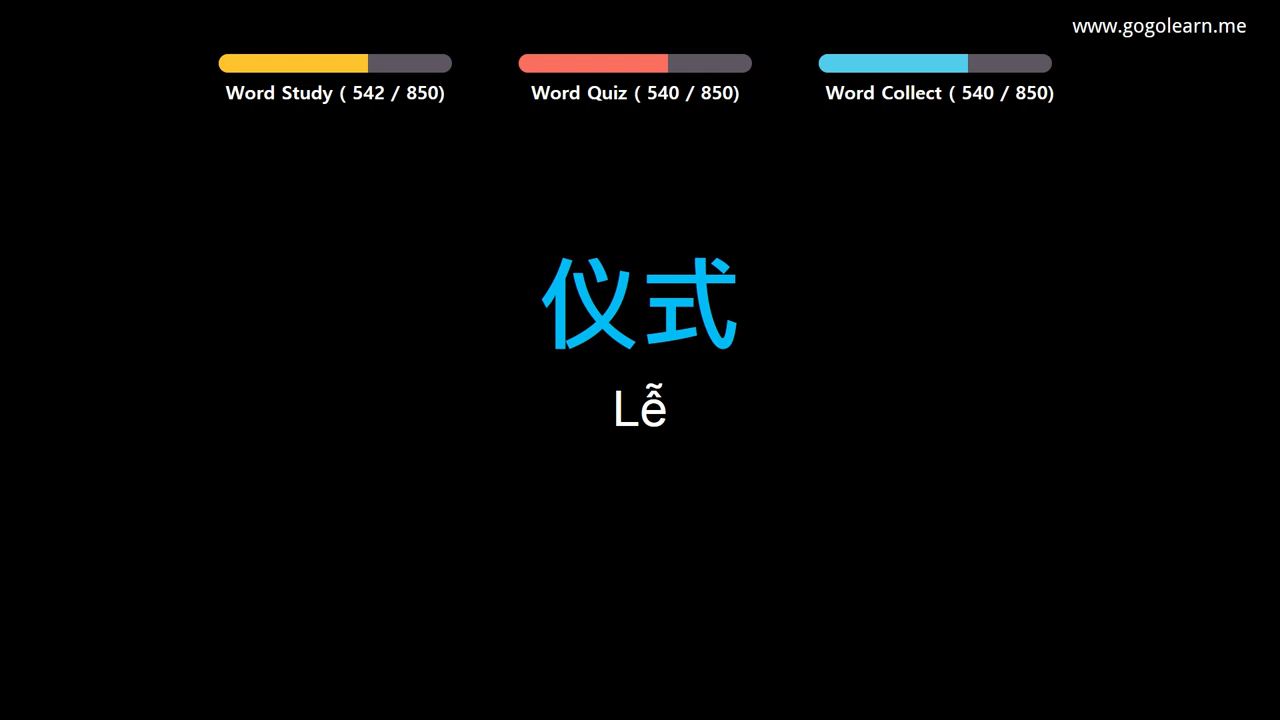 www.gogolearn.me
Word Study ( 542 / 850)
Word Quiz ( 540 / 850)
Word Collect ( 540 / 850)
仪式
Lễ